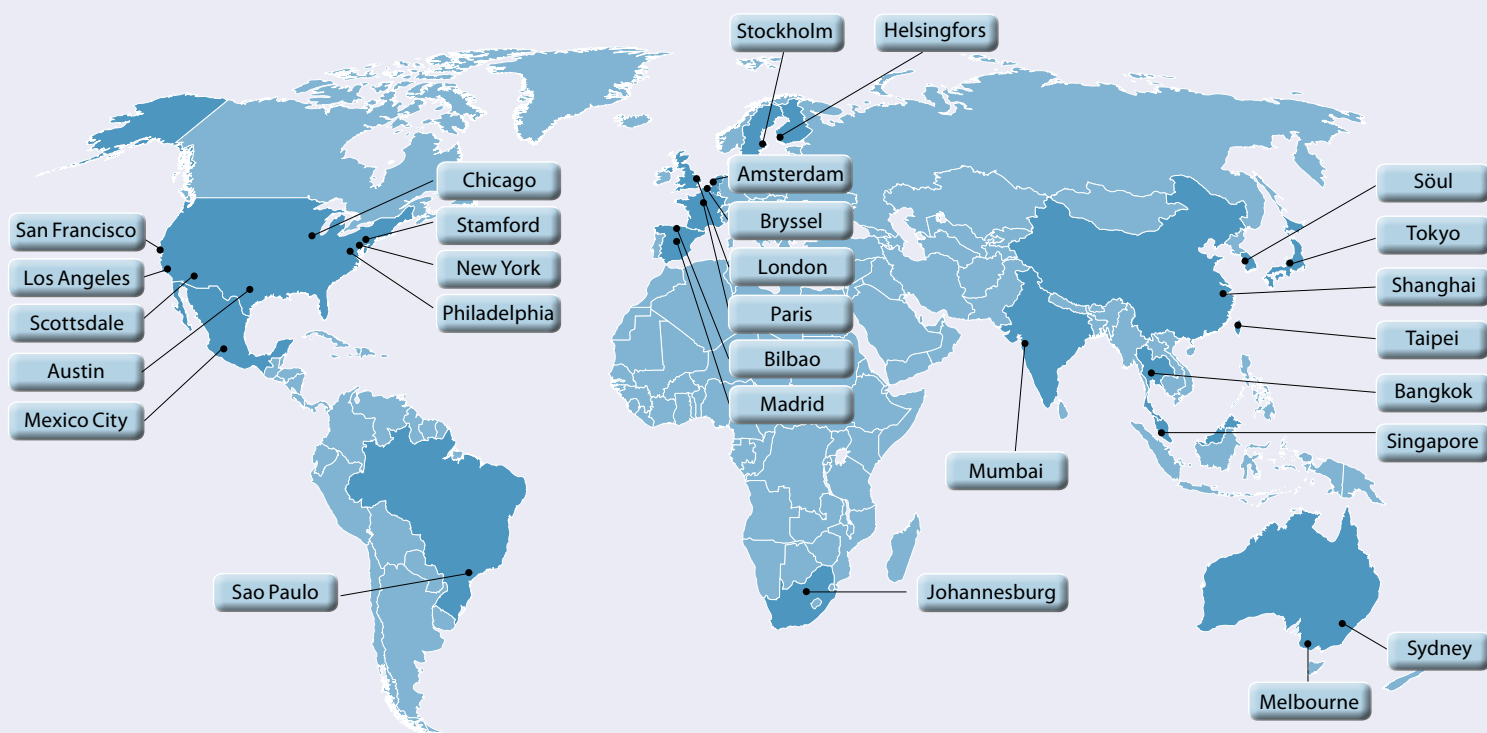 Stockholm
Helsingfors
Chicago
Stamford
New York
Philadelphia
San Francisco
Los Angeles
Scottsdale
Austin
Mexico City
Sao Paulo
Amsterdam
Bryssel
London
Paris
Bilbao
Madrid
Mumbai
Johannesburg
Söul
Tokyo
Shanghai
Taipei
Bangkok
Singapore
Sydney
Melbourne